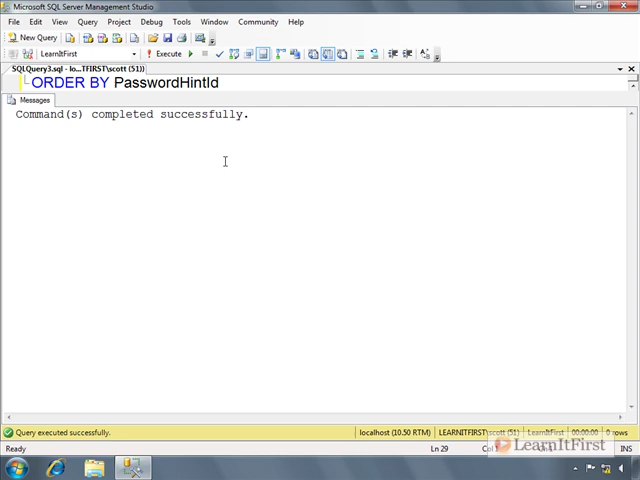 Microsoft SQL Server Management Studio
File Edit View Query Project Debug Tools Window Community Help
New Query
LearnItFirst Execute
SQLQuery3.sql - lo...TFIRST\scott (51))
ORDER BY PasswordHintId
Messages
Command(s) completed successfully.
Query executed successfully. localhost (10.50 RTM) LEARNITFIRST\scott (51) LearnItFirst 00:00:00 0 rows
LearnItFirst
Ready Ln 29 INS